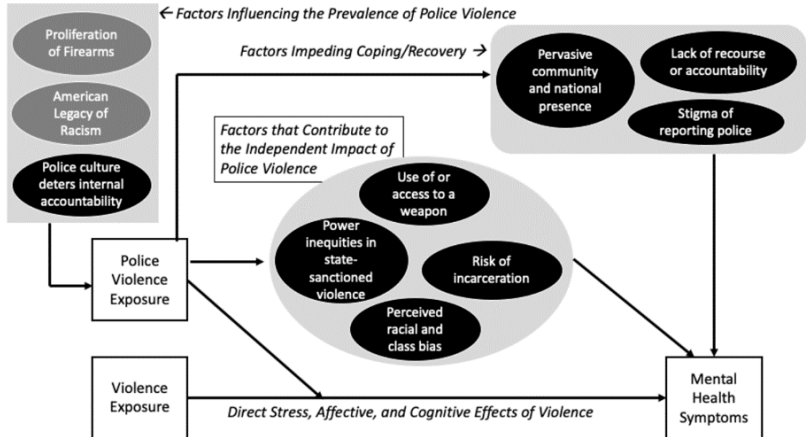 ← Factors Influencing the Prevalence of Police Violence
Proliferation
of Firearms
American
Legacy of
Racism
Police culture
deters internal
accountability
Factors Impeding Coping/Recovery →
Pervasive
community
and national
presence
Lack of recourse
or accountability
Stigma of
reporting police
Factors that Contribute to
the Independent Impact of
Police Violence
Use of or
access to a
weapon
Power
inequities in
state-
sanctioned
violence
Risk of
incarceration
Perceived
racial and
class bias
Police
Violence
Exposure
Violence
Exposure
Direct Stress, Affective, and Cognitive Effects of Violence
Mental
Health
Symptoms